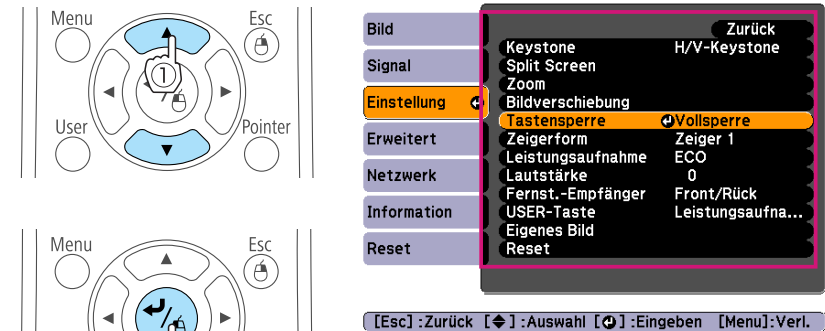 Menu
Esc
1
User
Pointer
Menu
Esc
Bild
Signal
Einstellung
Erweitert
Netzwerk
Information
Reset
Zurück
Keystone H/V-Keystone
Split Screen
Zoom
Bildverschiebung
Tastensperre Vollsperre
Zeigerform Zeiger 1
Leistungsaufnahme ECO
Lautstärke 0
Fernst.-Empfänger Front/Rück
USER-Taste Leistungsaufna...
Eigenes Bild
Reset
[Esc] :Zurück [◆] :Auswahl [⏎] :Eingeben [Menu]:Verl.